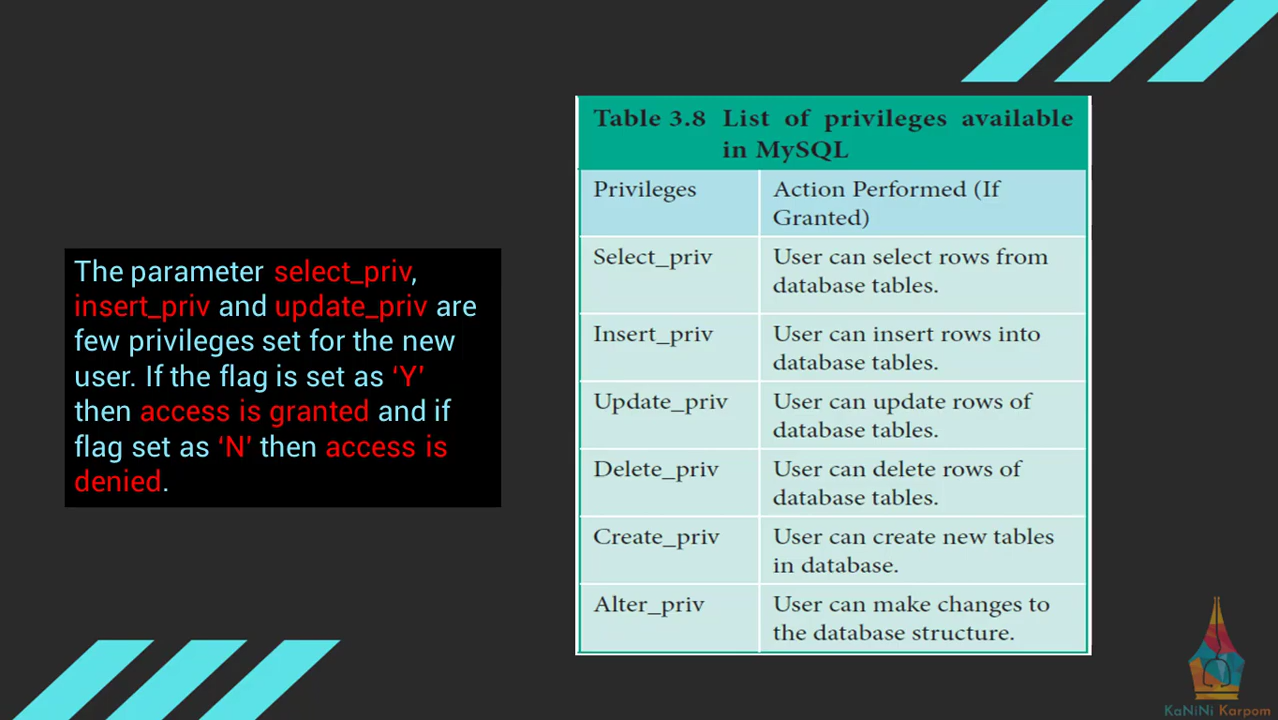 The parameter select_priv,
insert_priv and update_priv are
few privileges set for the new
user. If the flag is set as ‘Y’
then access is granted and if
flag set as ‘N’ then access is
denied.
Table 3.8 List of privileges available
in MySQL
Privileges
Action Performed (If
Granted)
Select_priv
User can select rows from
database tables.
Insert_priv
User can insert rows into
database tables.
Update_priv
User can update rows of
database tables.
Delete_priv
User can delete rows of
database tables.
Create_priv
User can create new tables
in database.
Alter_priv
User can make changes to
the database structure.
KaNiNi Karpom